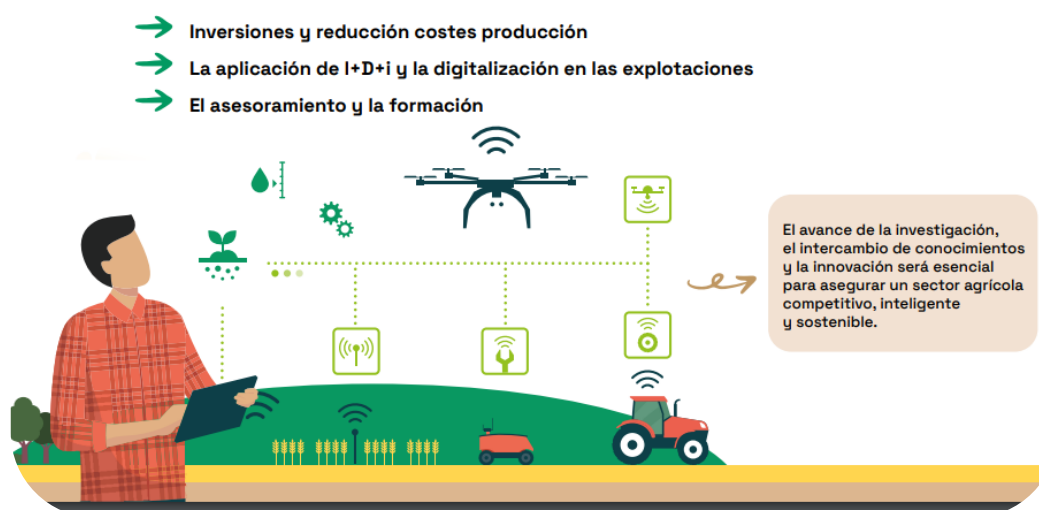 Inversiones y reducción costes producción
La aplicación de I+D+i y la digitalización en las explotaciones
El asesoramiento y la formación
El avance de la investigación,
el intercambio de conocimientos
y la innovación será esencial
para asegurar un sector agrícola
competitivo, inteligente
y sostenible.